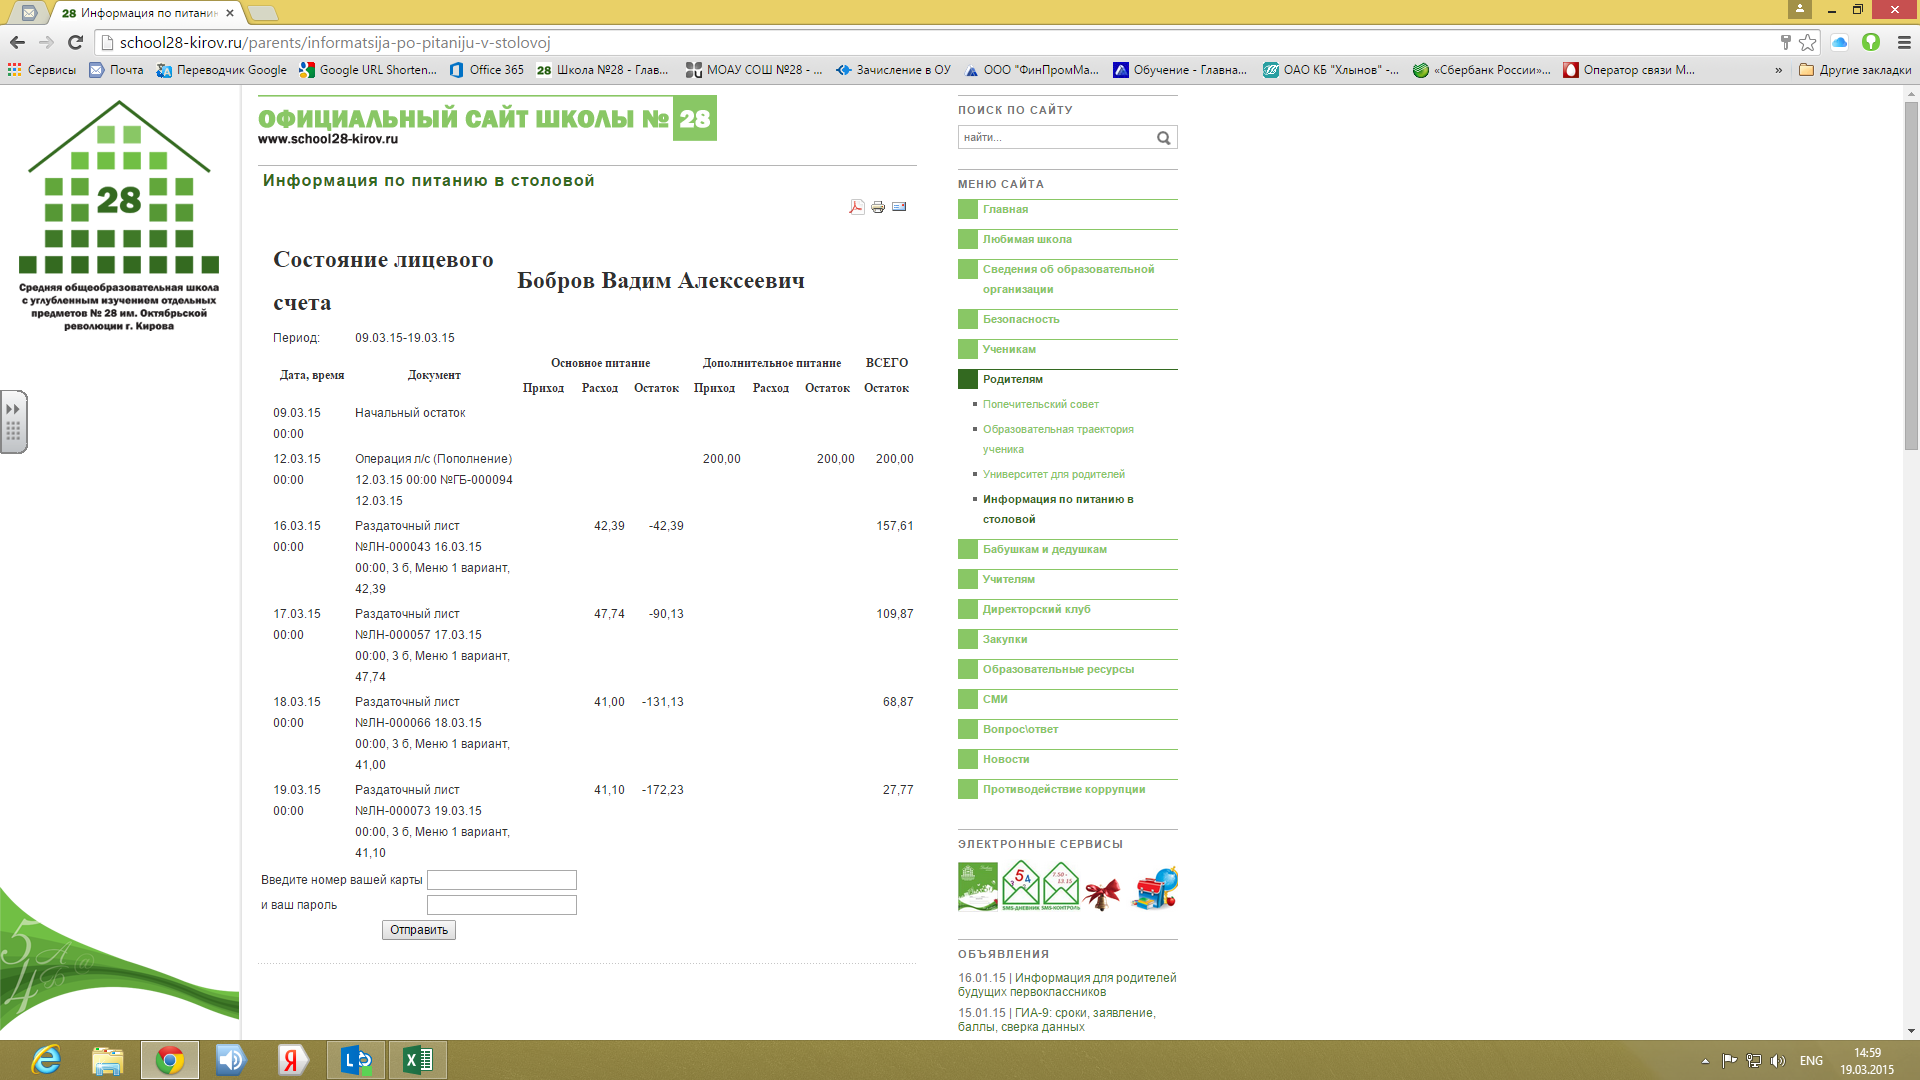 28 Информация по питани
school28-kirov.ru/parents/informatsija-po-pitaniju-v-stolovoj
Сервисы
Почта
Переводчик Google
Google URL Shorten...
Office 365
28 Школа №28 - Глав...
МОАУ СОШ №28 - ...
Зачисление в ОУ
ООО "ФинПромМа...
Обучение - Главна...
ОАО КБ "Хлынов" -...
«Сбербанк России»...
Оператор связи М...
»
Другие закладки
28
Средняя общеобразовательная школа
с углубленным изучением отдельных
предметов № 28 им. Октябрьской
революции г. Кирова
ОФИЦИАЛЬНЫЙ САЙТ ШКОЛЫ № 28
www.school28-kirov.ru
Информация по питанию в столовой
Состояние лицевого
счета
Бобров Вадим Алексеевич
Период: 09.03.15-19.03.15
Дата, время Документ Основное питание Дополнительное питание ВСЕГО
Приход Расход Остаток Приход Расход Остаток Остаток
09.03.15 Начальный остаток
00:00
12.03.15 Операция л/с (Пополнение) 200,00 200,00 200,00
00:00 12.03.15 00:00 №ГБ-000094
12.03.15
16.03.15 Раздаточный лист 42,39 -42,39 157,61
00:00 №ЛН-000043 16.03.15
00:00, 3 б, Меню 1 вариант,
42,39
17.03.15 Раздаточный лист 47,74 -90,13 109,87
00:00 №ЛН-000057 17.03.15
00:00, 3 б, Меню 1 вариант,
47,74
18.03.15 Раздаточный лист 41,00 -131,13 68,87
00:00 №ЛН-000066 18.03.15
00:00, 3 б, Меню 1 вариант,
41,00
19.03.15 Раздаточный лист 41,10 -172,23 27,77
00:00 №ЛН-000073 19.03.15
00:00, 3 б, Меню 1 вариант,
41,10
Введите номер вашей карты
и ваш пароль
Отправить
ПОИСК ПО САЙТУ
найти...
МЕНЮ САЙТА
Главная
Любимая школа
Сведения об образовательной
организации
Безопасность
Ученикам
Родителям
Попечительский совет
Образовательная траектория
ученика
Университет для родителей
Информация по питанию в
столовой
Бабушкам и дедушкам
Учителям
Директорский клуб
Закупки
Образовательные ресурсы
СМИ
Вопрос\ответ
Новости
Противодействие коррупции
ЭЛЕКТРОННЫЕ СЕРВИСЫ
SMS-ДНЕВНИК
SMS-КОНТРОЛЬ
ОБЪЯВЛЕНИЯ
16.01.15 | Информация для родителей
будущих первоклассников
15.01.15 | ГИА-9: сроки, заявление,
баллы, сверка данных
ENG
14:59
19.03.2015